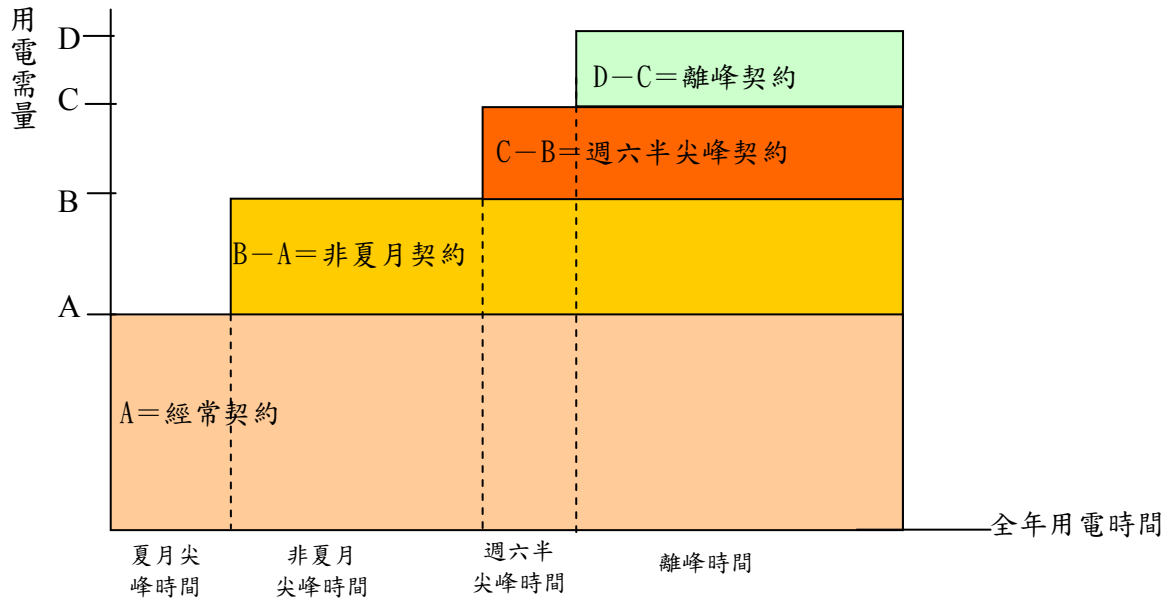 用電需量
D
C
B
A
D－C＝離峰契約
C－B＝週六半尖峰契約
B－A＝非夏月契約
A＝經常契約
全年用電時間
夏月尖
峰時間
非夏月
尖峰時間
週六半
尖峰時間
離峰時間